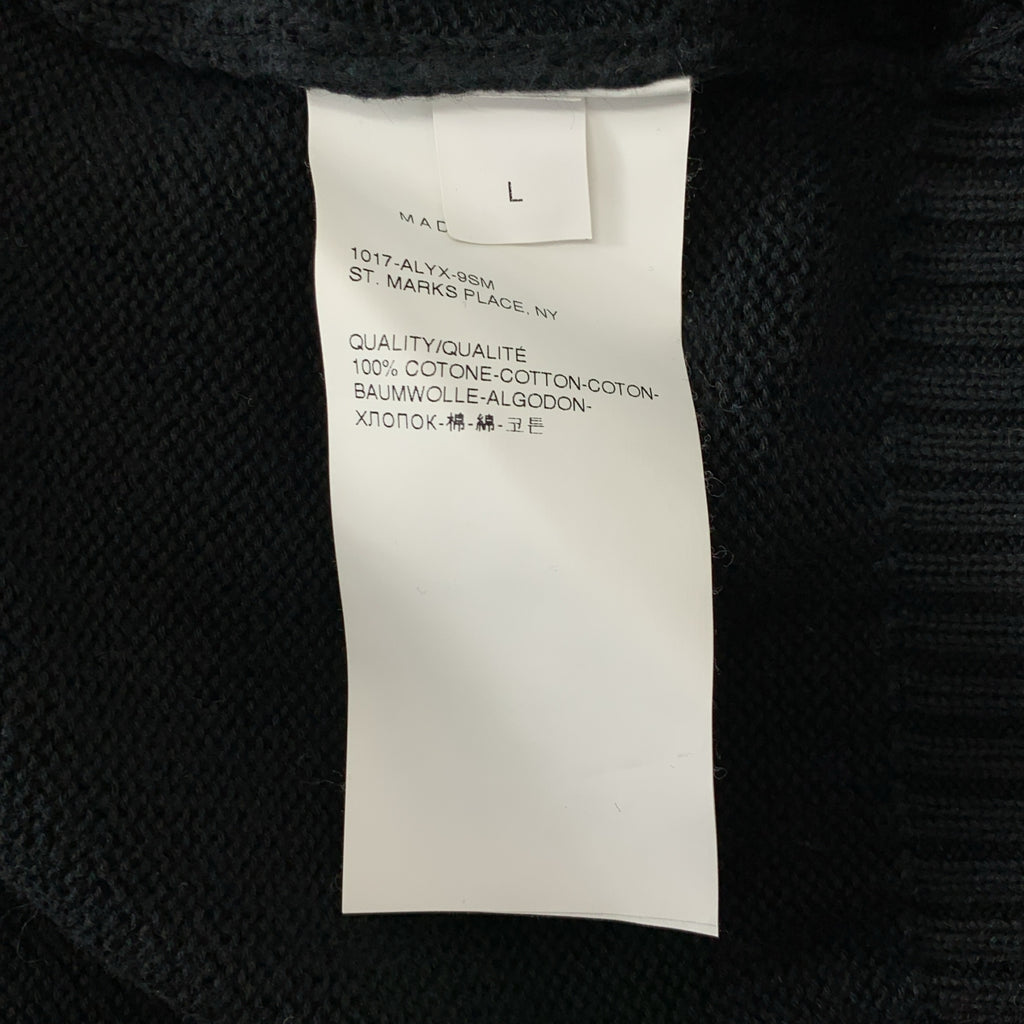 L
MAD
1017-ALYX-9SM
ST. MARKS PLACE, NY
QUALITY/QUALITÉ
100% COTONE-COTTON-COTON-
BAUMWOLLE-ALGODON-
ХЛОПОК-棉-綿-코튼